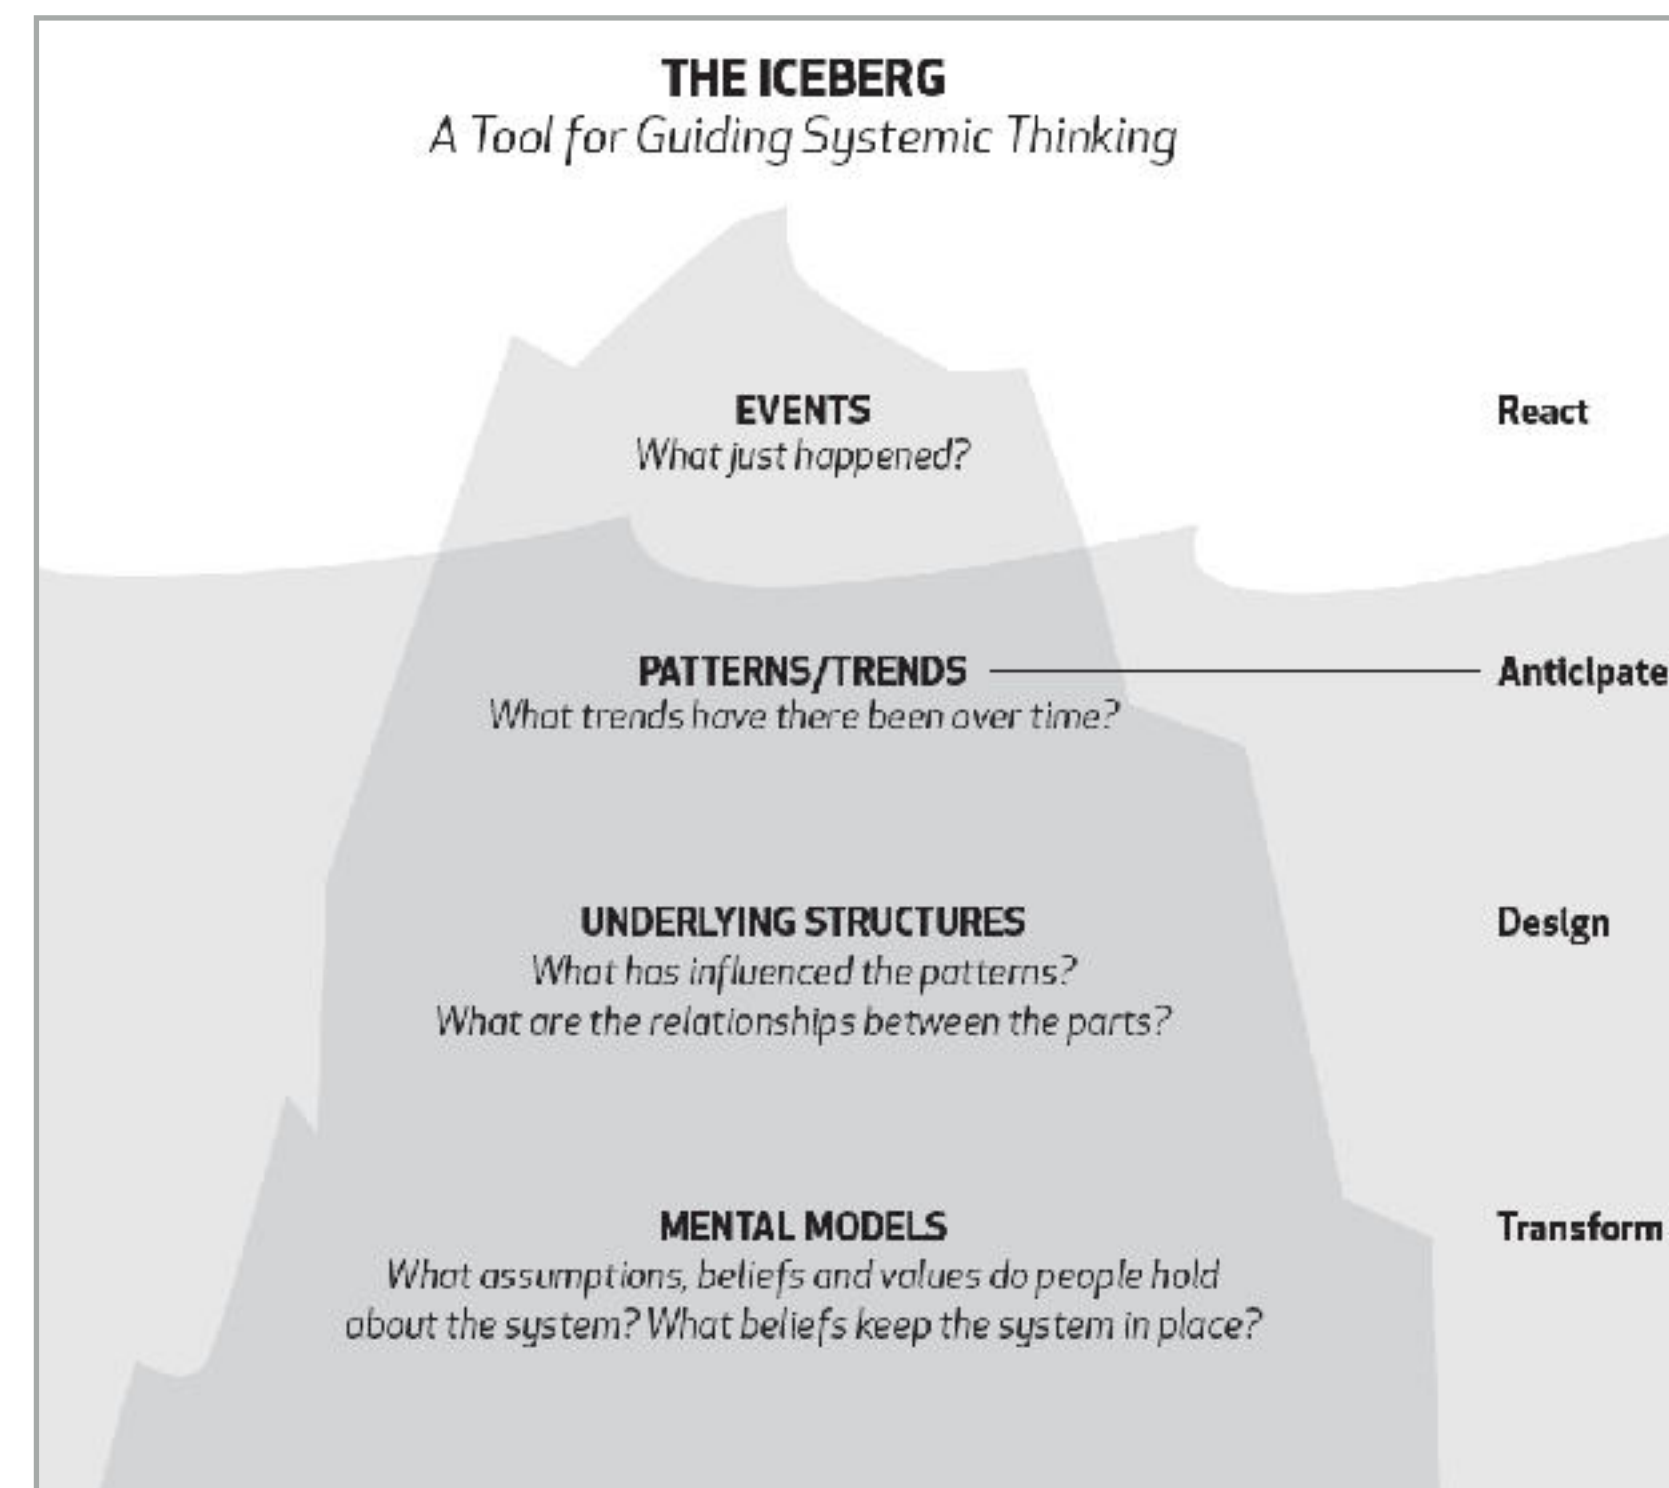 THE ICEBERG
A Tool for Guiding Systemic Thinking
EVENTS
React
What just happened?
PATTERNS/TRENDS
Anticipate
What trends have there been over time?
UNDERLYING STRUCTURES
Design
What has influenced the patterns?
What are the relationships between the parts?
MENTAL MODELS
Transform
What assumptions, beliefs and values do people hold
about the system? What beliefs keep the system in place?